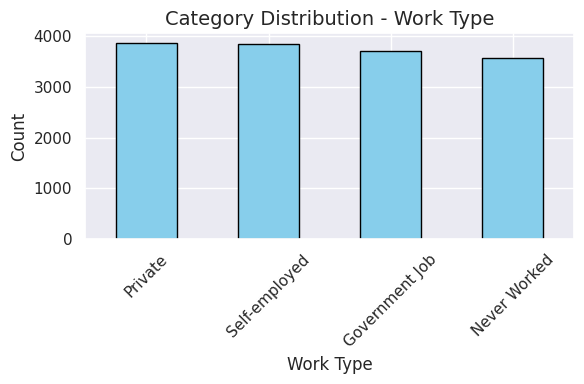 Category Distribution - Work Type
4000
3000
2000
1000
0
Count
Private
Self-employed
Government Job
Never Worked
Work Type